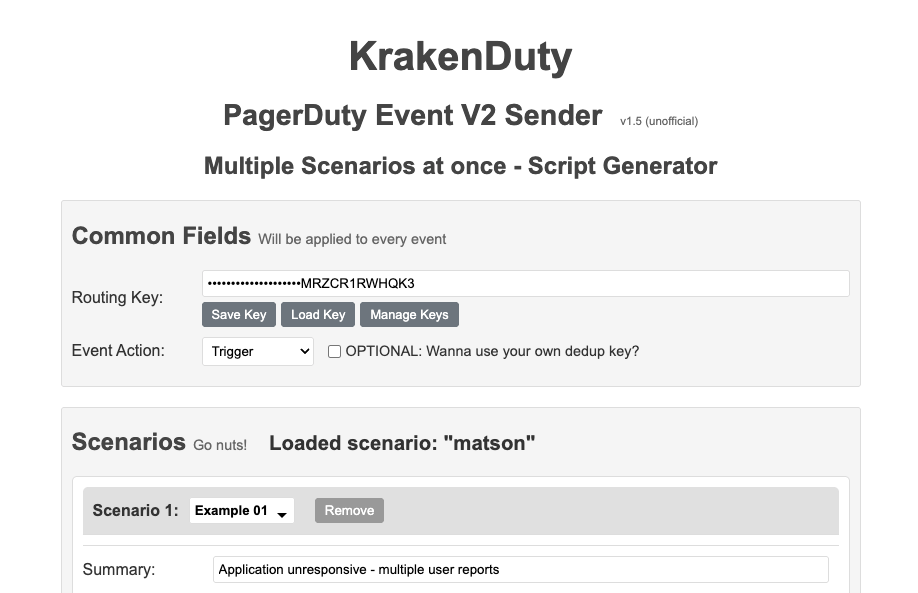 KrakenDuty
PagerDuty Event V2 Sender v1.5 (unofficial)
Multiple Scenarios at once - Script Generator
Common Fields Will be applied to every event
Routing Key: ••••••••••••••••••••MRZCR1RWHQK3
Save Key Load Key Manage Keys
Event Action: Trigger OPTIONAL: Wanna use your own dedup key?
Scenarios Go nuts! Loaded scenario: "matson"
Scenario 1: Example 01 Remove
Summary: Application unresponsive - multiple user reports